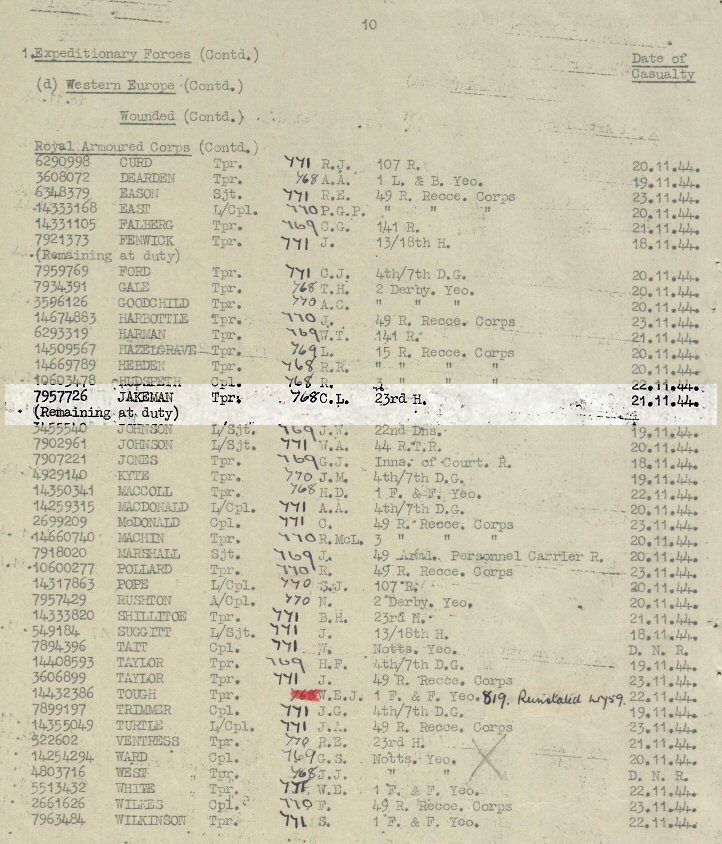 10
1.Expeditionary Forces (Contd.)
Date of
Casualty
(d) Western Europe (Contd.)
Wounded (Contd.)
Royal Armoured Corps (Contd.)
6290998 CURD Tpr. 771 R.J. 107 R. 20.11.44.
3608072 DEARDEN Tpr. 768 A.A. 1 L. & B. Yeo. 19.11.44.
6348379 EASON Sjt. 771 R.E. 49 R. Recce. Corps 23.11.44.
14333168 EAST L/Cpl. 770 P.G.P. " " " 20.11.44.
14331105 FALBERG Tpr. 769 C.G. 141 R. 21.11.44.
7921373 FENWICK Tpr. 771 J. 13/18th H. 18.11.44.
(Remaining at duty)
7959769 FORD Tpr. 771 C.J. 4th/7th D.G. 20.11.44.
7934391 GALE Tpr. 768 T.H. 2 Derby. Yeo. 20.11.44.
3596126 GOODCHILD Tpr. 770 A.C. " " " 20.11.44.
14674883 HARBOTTLE Tpr. 770 J. 49 R. Recce. Corps 23.11.44.
6293319 HARMAN Tpr. 769 W.T. 141 R. 21.11.44.
14509567 HAZELGRAVE Tpr. 769 L. 15 R. Recce. Corps 20.11.44.
14669789 HEBDEN Tpr. 768 R.R. " " " " 20.11.44.
10603478 HUDSPETH Cpl. 768 R. 3 " " " 22.11.44.
7957726 JAKEMAN Tpr. 768 C.L. 23rd H. 21.11.44.
(Remaining at duty)
3455540 JOHNSON L/Sjt. 769 J.W. 22nd Dns. 19.11.44.
7902961 JOHNSON L/Sjt. 771 W.A. 44 R.T.R. 20.11.44.
7907221 JONES Tpr. 769 G.J. Inns. of Court. R. 18.11.44.
4929140 KYTE Tpr. 770 J.M. 4th/7th D.G. 19.11.44.
14350341 MACCOLL Tpr. 768 H.D. 1 F. & F. Yeo. 22.11.44.
14259315 MACDONALD L/Cpl. 771 A.A. 4th/7th D.G. 20.11.44.
2699209 McDONALD Cpl. 771 C. 49 R. Recce. Corps 23.11.44.
14660740 MACHIN Tpr. 770 R.McL. 3 " " " 20.11.44.
7918020 MARSHALL Sjt. 769 J. 49 Armd. Personnel Carrier R. 20.11.44.
10600277 POLLARD Tpr. 770 R. 49 R. Recce. Corps 23.11.44.
14317863 POPE L/Cpl. 770 S.J. 107 R. 20.11.44.
7957429 RUSHTON A/Cpl. 770 N. 2 Derby. Yeo. 20.11.44.
14333820 SHILLITOE Tpr. 771 B.H. 23rd H. 21.11.44.
549184 SUGGITT L/Sjt. 771 J. 13/18th H. 18.11.44.
7894396 TAIT Cpl. 771 W. Notts. Yeo. D. N. R.
14408593 TAYLOR Tpr. 769 H.F. 4th/7th D.G. 19.11.44.
3606899 TAYLOR Tpr. 771 J. 49 R. Recce. Corps 23.11.44.
14432386 TOUGH Tpr. 768 W.E.J. 1 F. & F. Yeo. 819. Reinstated 22.11.44.
7899197 TRIMMER Cpl. 771 J.G. 4th/7th D.G. 19.11.44.
14355049 TURTLE L/Cpl. 771 J.A. 49 R. Recce. Corps 23.11.44.
522602 VENTRESS Tpr. 770 R.B. 23rd H. 21.11.44.
14254294 WARD Cpl. 769 G.S. Notts. Yeo. 20.11.44.
4803716 WEST Tpr. 768 J.J. " " D. N. R.
5513432 WHITE Tpr. 771 W.E. 1 F. & F. Yeo. 22.11.44.
2661626 WILKES Cpl. 770 F. 49 R. Recce. Corps 23.11.44.
7963484 WILKINSON Tpr. 771 S. 1 F. & F. Yeo. 22.11.44.